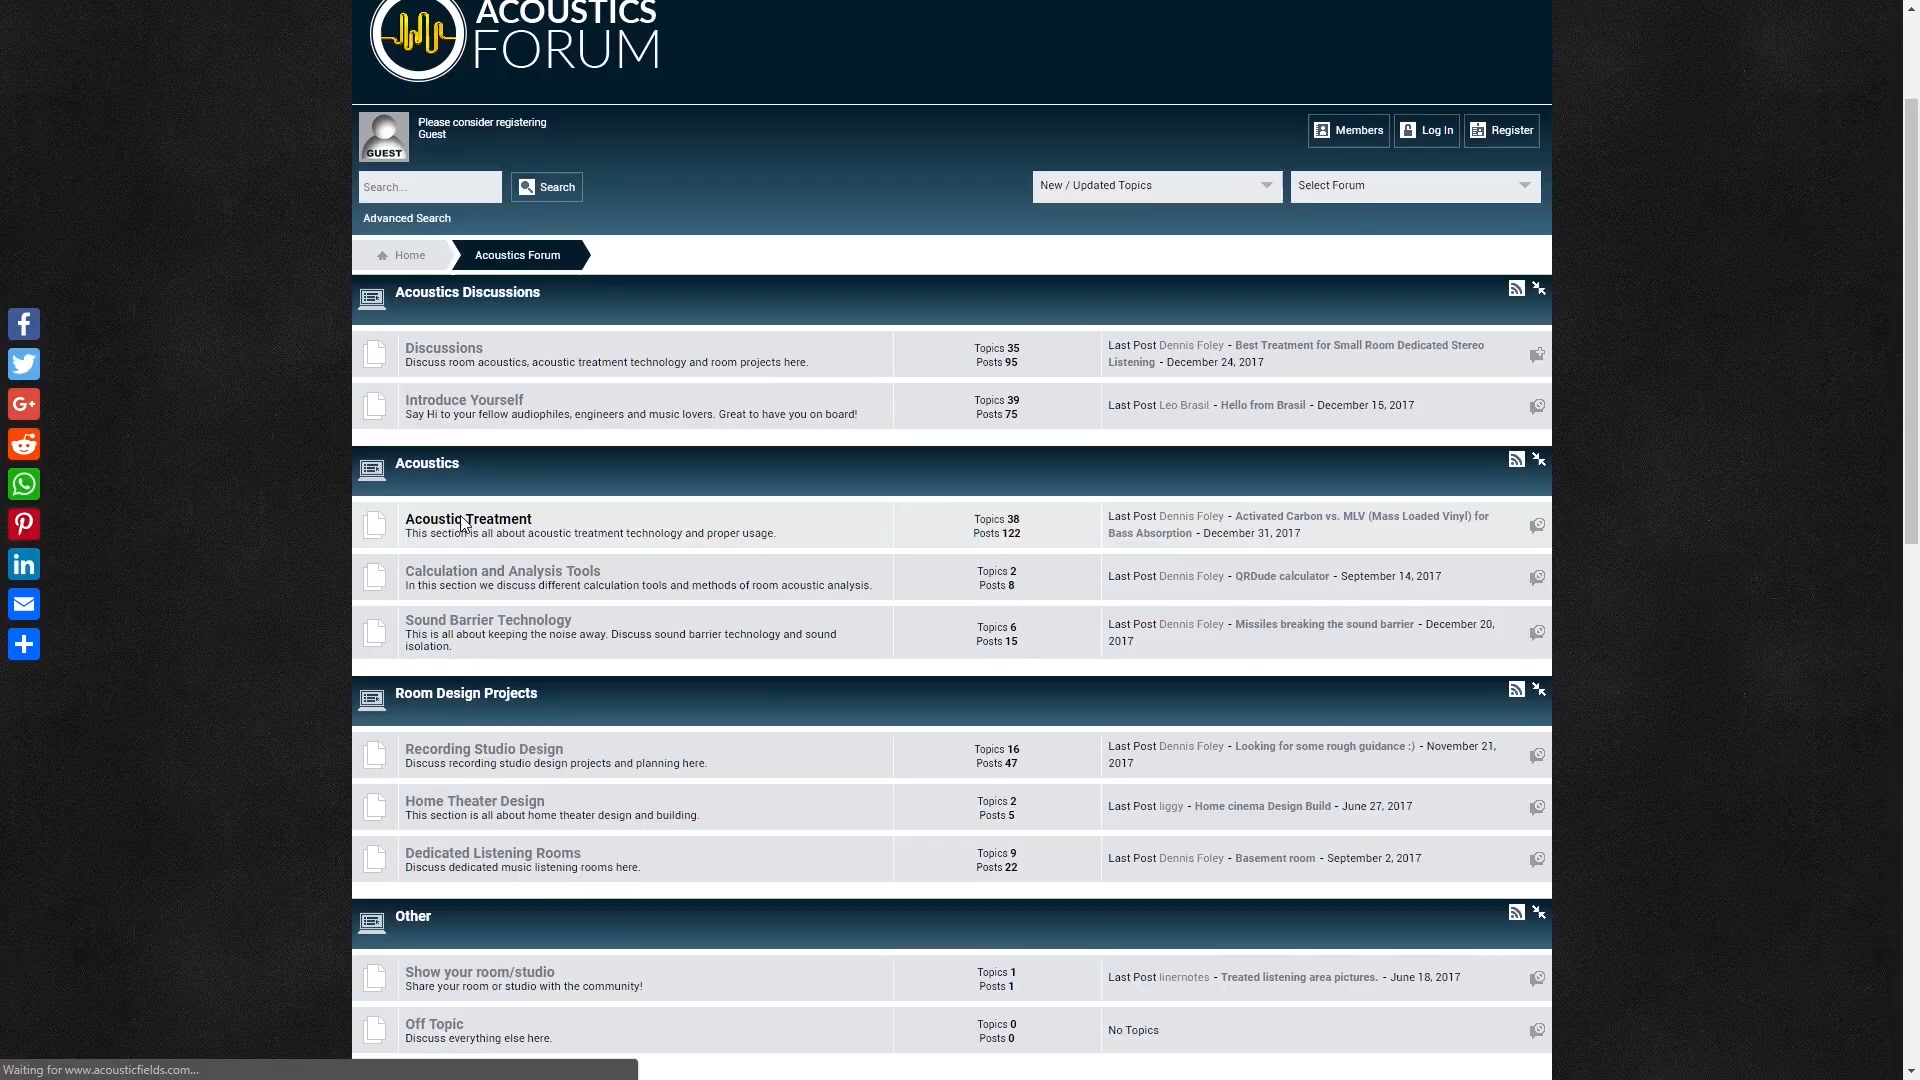 ACOUSTICS
FORUM
Please consider registering
Guest
GUEST
Members
Log In
Register
Search...
Search
New / Updated Topics
Select Forum
Advanced Search
Home
Acoustics Forum
Acoustics Discussions
Discussions
Discuss room acoustics, acoustic treatment technology and room projects here.
Topics 35
Posts 95
Last Post Dennis Foley - Best Treatment for Small Room Dedicated Stereo
Listening - December 24, 2017
Introduce Yourself
Say Hi to your fellow audiophiles, engineers and music lovers. Great to have you on board!
Topics 39
Posts 75
Last Post Leo Brasil - Hello from Brasil - December 15, 2017
Acoustics
Acoustic Treatment
This section is all about acoustic treatment technology and proper usage.
Topics 38
Posts 122
Last Post Dennis Foley - Activated Carbon vs. MLV (Mass Loaded Vinyl) for
Bass Absorption - December 31, 2017
Calculation and Analysis Tools
In this section we discuss different calculation tools and methods of room acoustic analysis.
Topics 2
Posts 8
Last Post Dennis Foley - QRDude calculator - September 14, 2017
Sound Barrier Technology
This is all about keeping the noise away. Discuss sound barrier technology and sound
isolation.
Topics 6
Posts 15
Last Post Dennis Foley - Missiles breaking the sound barrier - December 20,
2017
Room Design Projects
Recording Studio Design
Discuss recording studio design projects and planning here.
Topics 16
Posts 47
Last Post Dennis Foley - Looking for some rough guidance :) - November 21,
2017
Home Theater Design
This section is all about home theater design and building.
Topics 2
Posts 5
Last Post liggy - Home cinema Design Build - June 27, 2017
Dedicated Listening Rooms
Discuss dedicated music listening rooms here.
Topics 9
Posts 22
Last Post Dennis Foley - Basement room - September 2, 2017
Other
Show your room/studio
Share your room or studio with the community!
Topics 1
Posts 1
Last Post linernotes - Treated listening area pictures. - June 18, 2017
Off Topic
Discuss everything else here.
Topics 0
Posts 0
No Topics
Waiting for www.acousticfields.com...